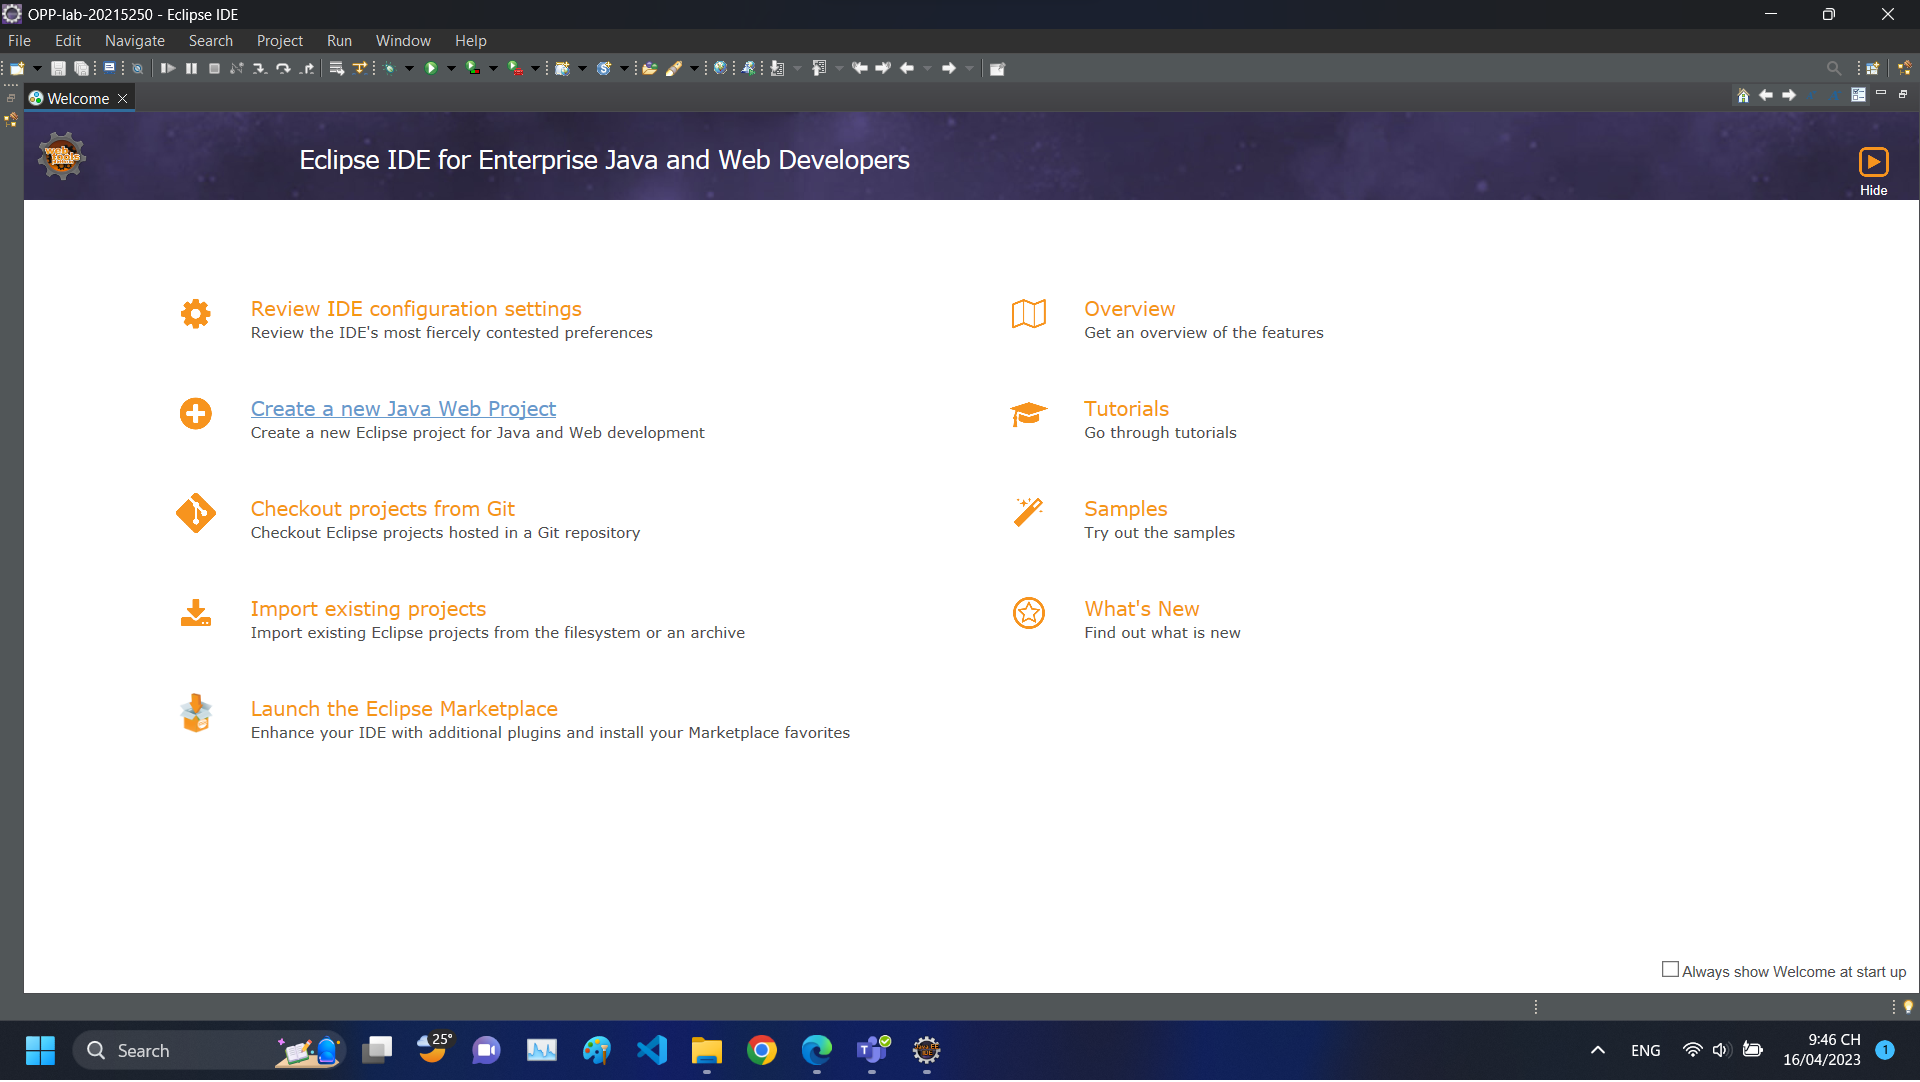 OPP-lab-20215250 - Eclipse IDE
File Edit Navigate Search Project Run Window Help
Welcome
Eclipse IDE for Enterprise Java and Web Developers
Hide
Review IDE configuration settings
Review the IDE's most fiercely contested preferences
Overview
Get an overview of the features
Create a new Java Web Project
Create a new Eclipse project for Java and Web development
Tutorials
Go through tutorials
Checkout projects from Git
Checkout Eclipse projects hosted in a Git repository
Samples
Try out the samples
Import existing projects
Import existing Eclipse projects from the filesystem or an archive
What's New
Find out what is new
Launch the Eclipse Marketplace
Enhance your IDE with additional plugins and install your Marketplace favorites
Always show Welcome at start up
Search
25°
ENG
9:46 CH
16/04/2023
1